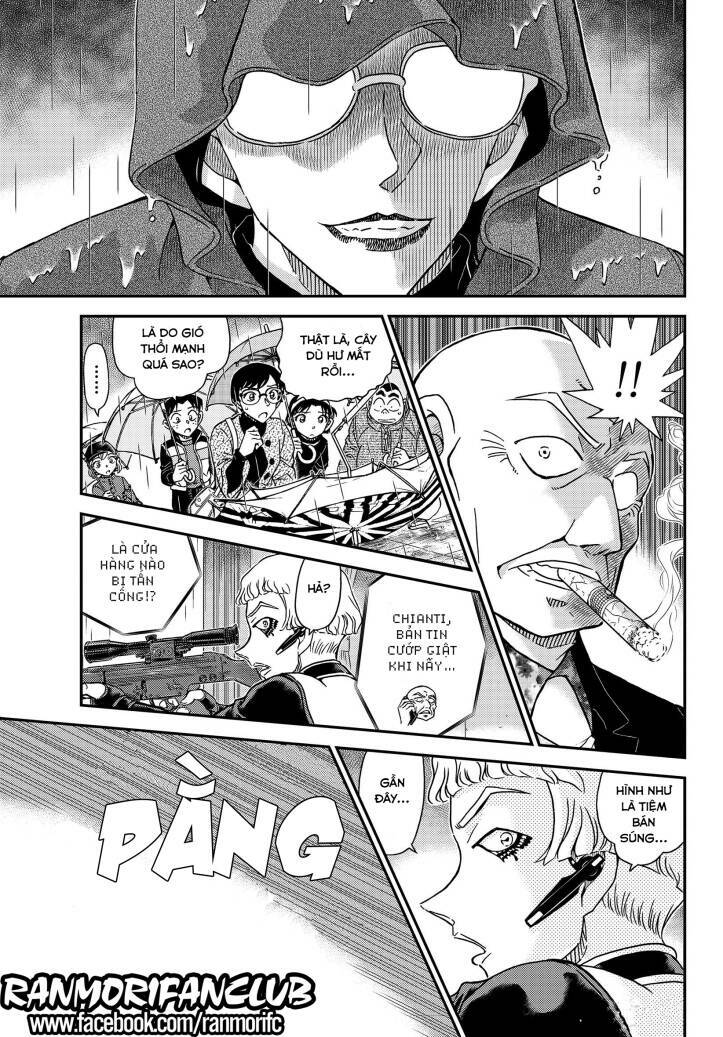 !!
THẬT LÀ, CÂY
DÙ HƯ MẤT
RỒI...
LÀ DO GIÓ
THỔI MẠNH
QUÁ SAO?
......
CHIANTI,
BẢN TIN
CƯỚP GIẬT
KHI NÃY...
HẢ?
LÀ CỬA
HÀNG NÀO
BỊ TẤN
CÔNG!?
HÌNH NHƯ
LÀ TIỆM
BÁN
SÚNG...
GẦN
ĐÂY...
PẰNG
RANMORIFANCLUB
www.facebook.com/ranmorifc